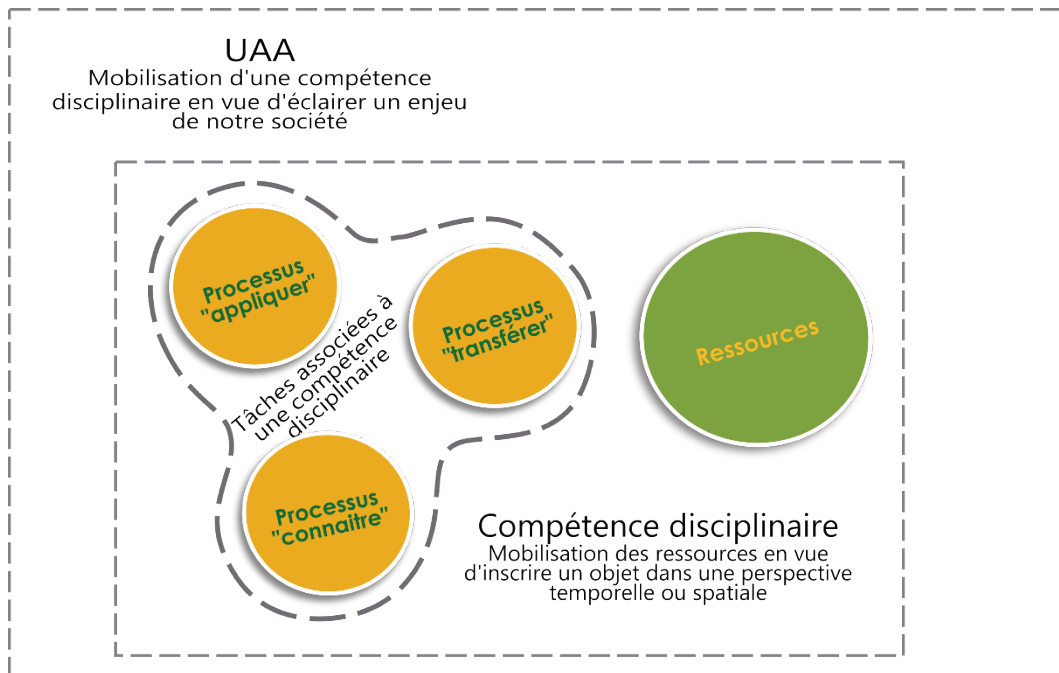 UAA
Mobilisation d'une compétence
disciplinaire en vue d'éclairer un enjeu
de notre société
Processus
"appliquer"
Processus
"transférer"
Ressources
Tâches associées à
une compétence
disciplinaire
Processus
"connaitre"
Compétence disciplinaire
Mobilisation des ressources en vue
d'inscrire un objet dans une perspective
temporelle ou spatiale